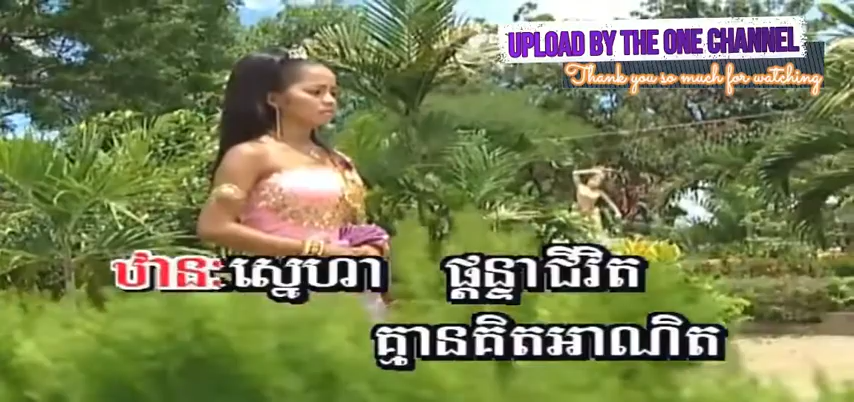 UPLOAD BY THE ONE CHANNEL
Thank you so much for watching
ឋានៈស្នេហា ផ្តន្ទាជីវិត
គ្មានគិតអាណិត